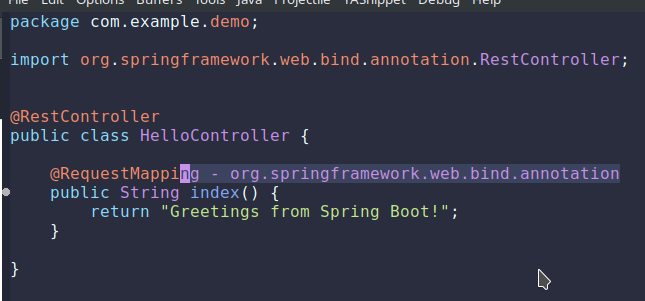 File Edit Options Buffers Tools Java Projectile YASnippet Debug Help
package com.example.demo;
import org.springframework.web.bind.annotation.RestController;
@RestController
public class HelloController {
@RequestMapping - org.springframework.web.bind.annotation
public String index() {
return "Greetings from Spring Boot!";
}
}